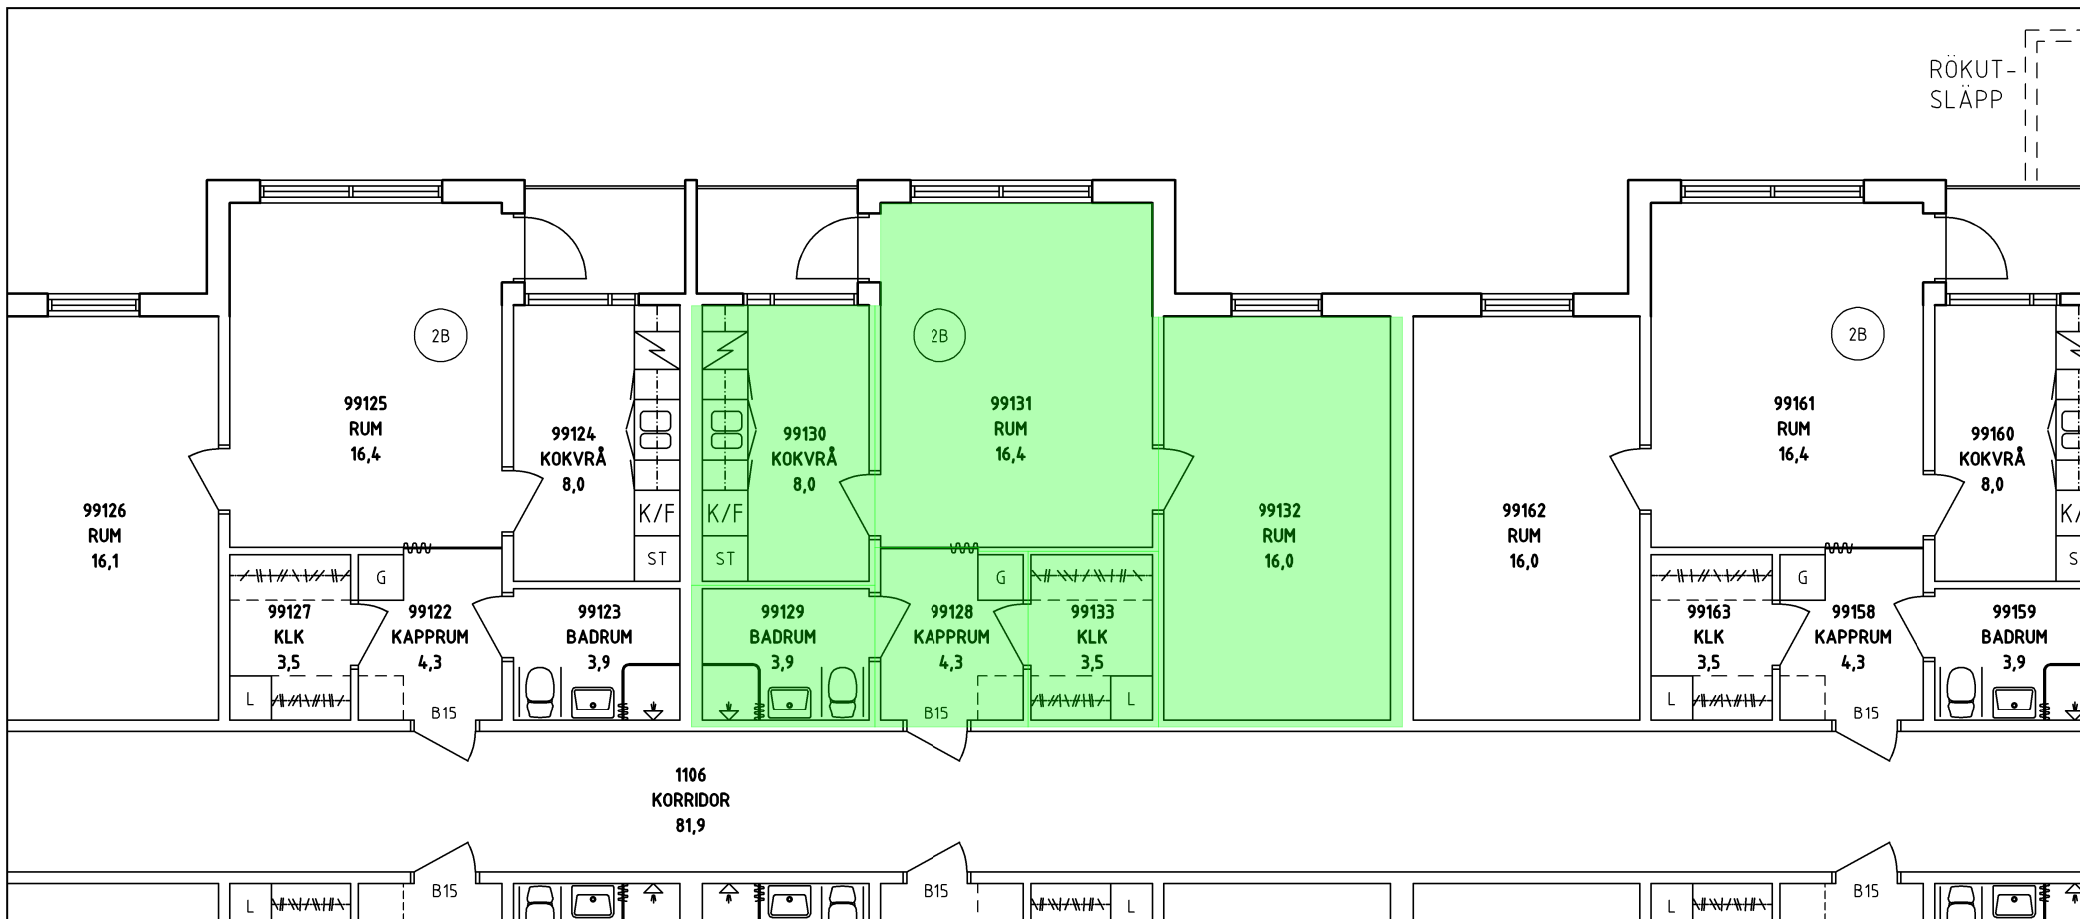 RÖKUT-
SLÄPP
2B
2B
2B
99125
RUM
16,4
99124
KOKVRÅ
8,0
99130
KOKVRÅ
8,0
99131
RUM
16,4
99161
RUM
16,4
99160
KOKVRÅ
8,0
99126
RUM
16,1
K/F
K/F
99132
RUM
16,0
99162
RUM
16,0
K/
ST
ST
S
G
G
G
99127
KLK
3,5
99122
KAPPRUM
4,3
99123
BADRUM
3,9
99129
BADRUM
3,9
99128
KAPPRUM
4,3
99133
KLK
3,5
99163
KLK
3,5
99158
KAPPRUM
4,3
99159
BADRUM
3,9
L
B15
B15
L
L
B15
1106
KORRIDOR
81,9
L
B15
B15
L
L
B15